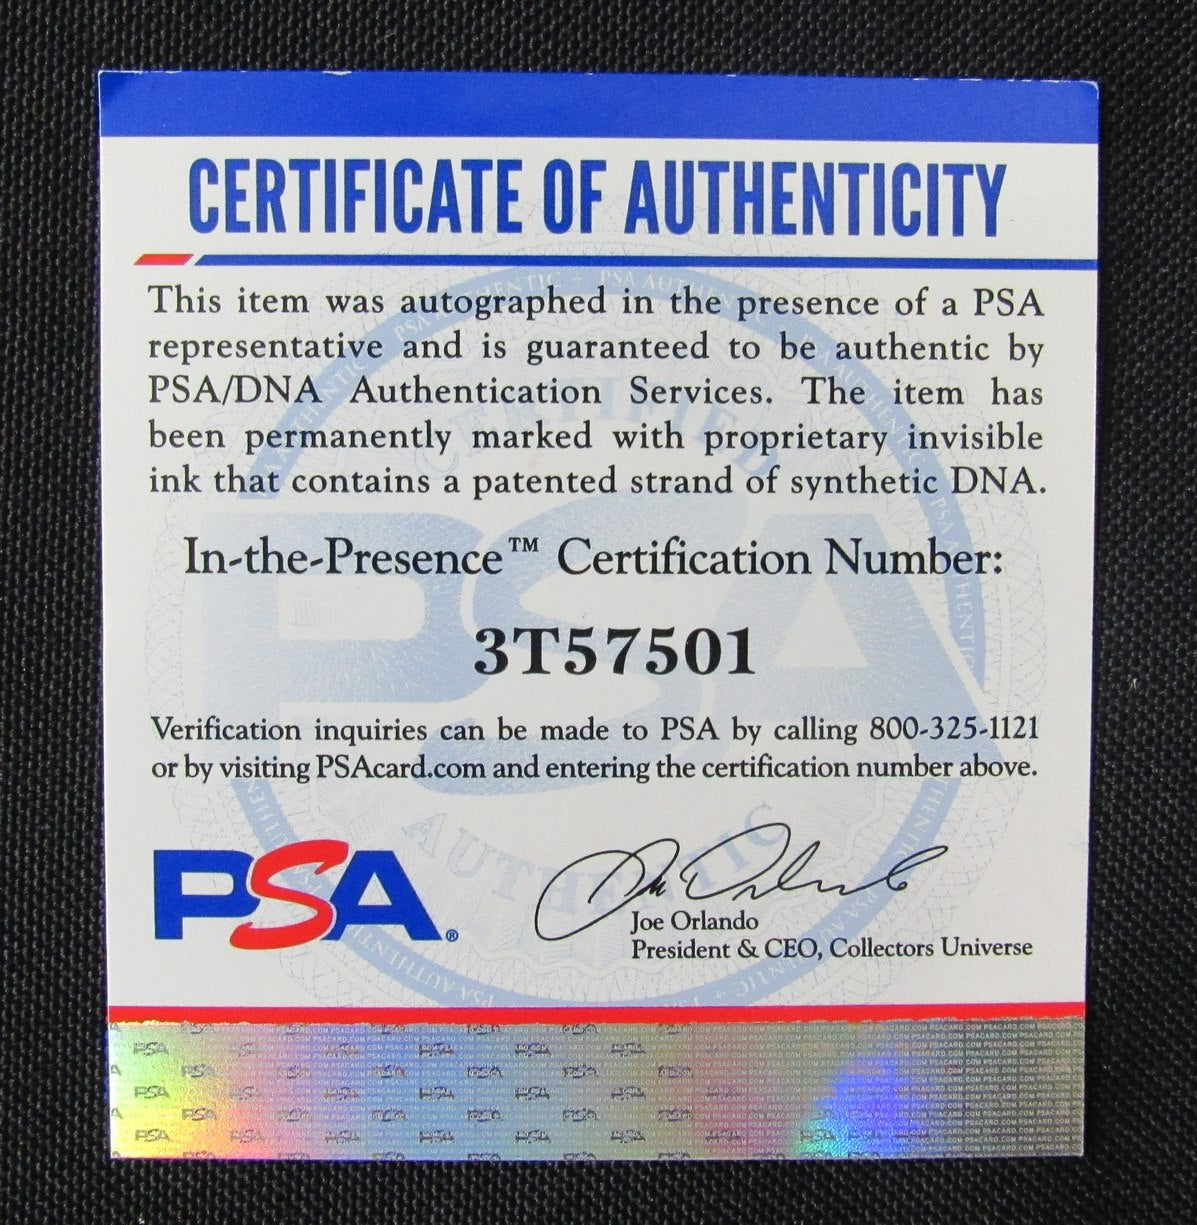 CERTIFICATE OF AUTHENTICITY
This item was autographed in the presence of a PSA
representative and is guaranteed to be authentic by
PSA/DNA Authentication Services. The item has
been permanently marked with proprietary invisible
ink that contains a patented strand of synthetic DNA.
In-the-Presence™ Certification Number:
3T57501
Verification inquiries can be made to PSA by calling 800-325-1121
or by visiting PSAcard.com and entering the certification number above.
PSA®
Joe Orlando
President & CEO, Collectors Universe